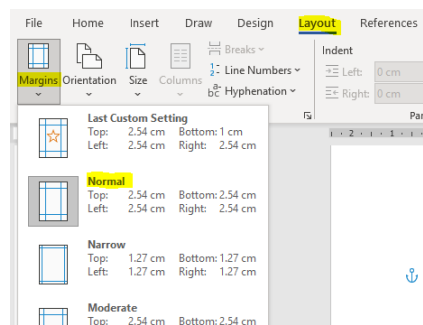 File Home Insert Draw Design Layout References
Breaks Indent
Line Numbers Left: 0 cm
Margins Orientation Size Columns
Hyphenation Right: 0 cm
Par
Last Custom Setting
Top: 2.54 cm Bottom: 1 cm
Left: 2.54 cm Right: 2.54 cm
2 1 1
Normal
Top: 2.54 cm Bottom: 2.54 cm
Left: 2.54 cm Right: 2.54 cm
Narrow
Top: 1.27 cm Bottom: 1.27 cm
Left: 1.27 cm Right: 1.27 cm
Moderate
Top: 2.54 cm Bottom: 2.54 cm